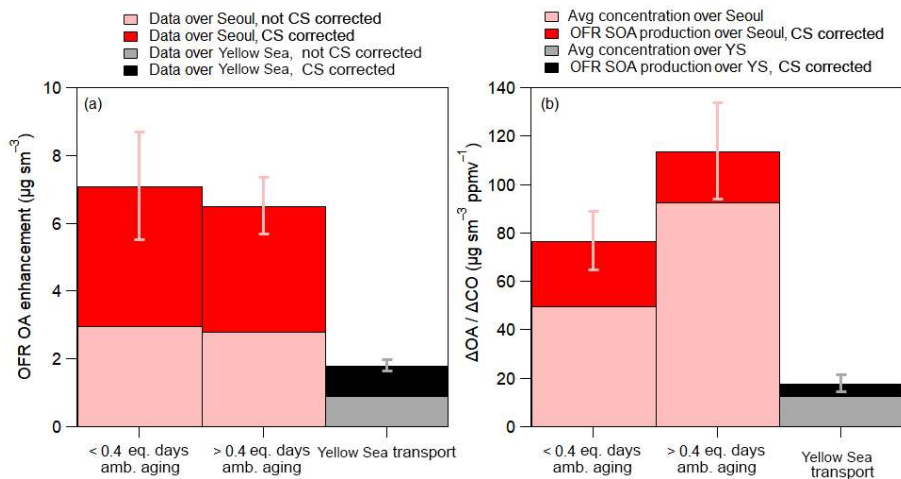 Data over Seoul, not CS corrected
Data over Seoul, CS corrected
Data over Yellow Sea, not CS corrected
Data over Yellow Sea, CS corrected
10
8
6
4
2
0
OFR OA enhancement (µg sm⁻³)
(a)
< 0.4 eq. days
amb. aging
> 0.4 eq. days
amb. aging
Yellow Sea transport
Avg concentration over Seoul
OFR SOA production over Seoul, CS corrected
Avg concentration over YS
OFR SOA production over YS, CS corrected
140
120
100
80
60
40
20
0
ΔOA / ΔCO (µg sm⁻³ ppmv⁻¹)
(b)
< 0.4 eq. days
amb. aging
> 0.4 eq. days
amb. aging
Yellow Sea
transport